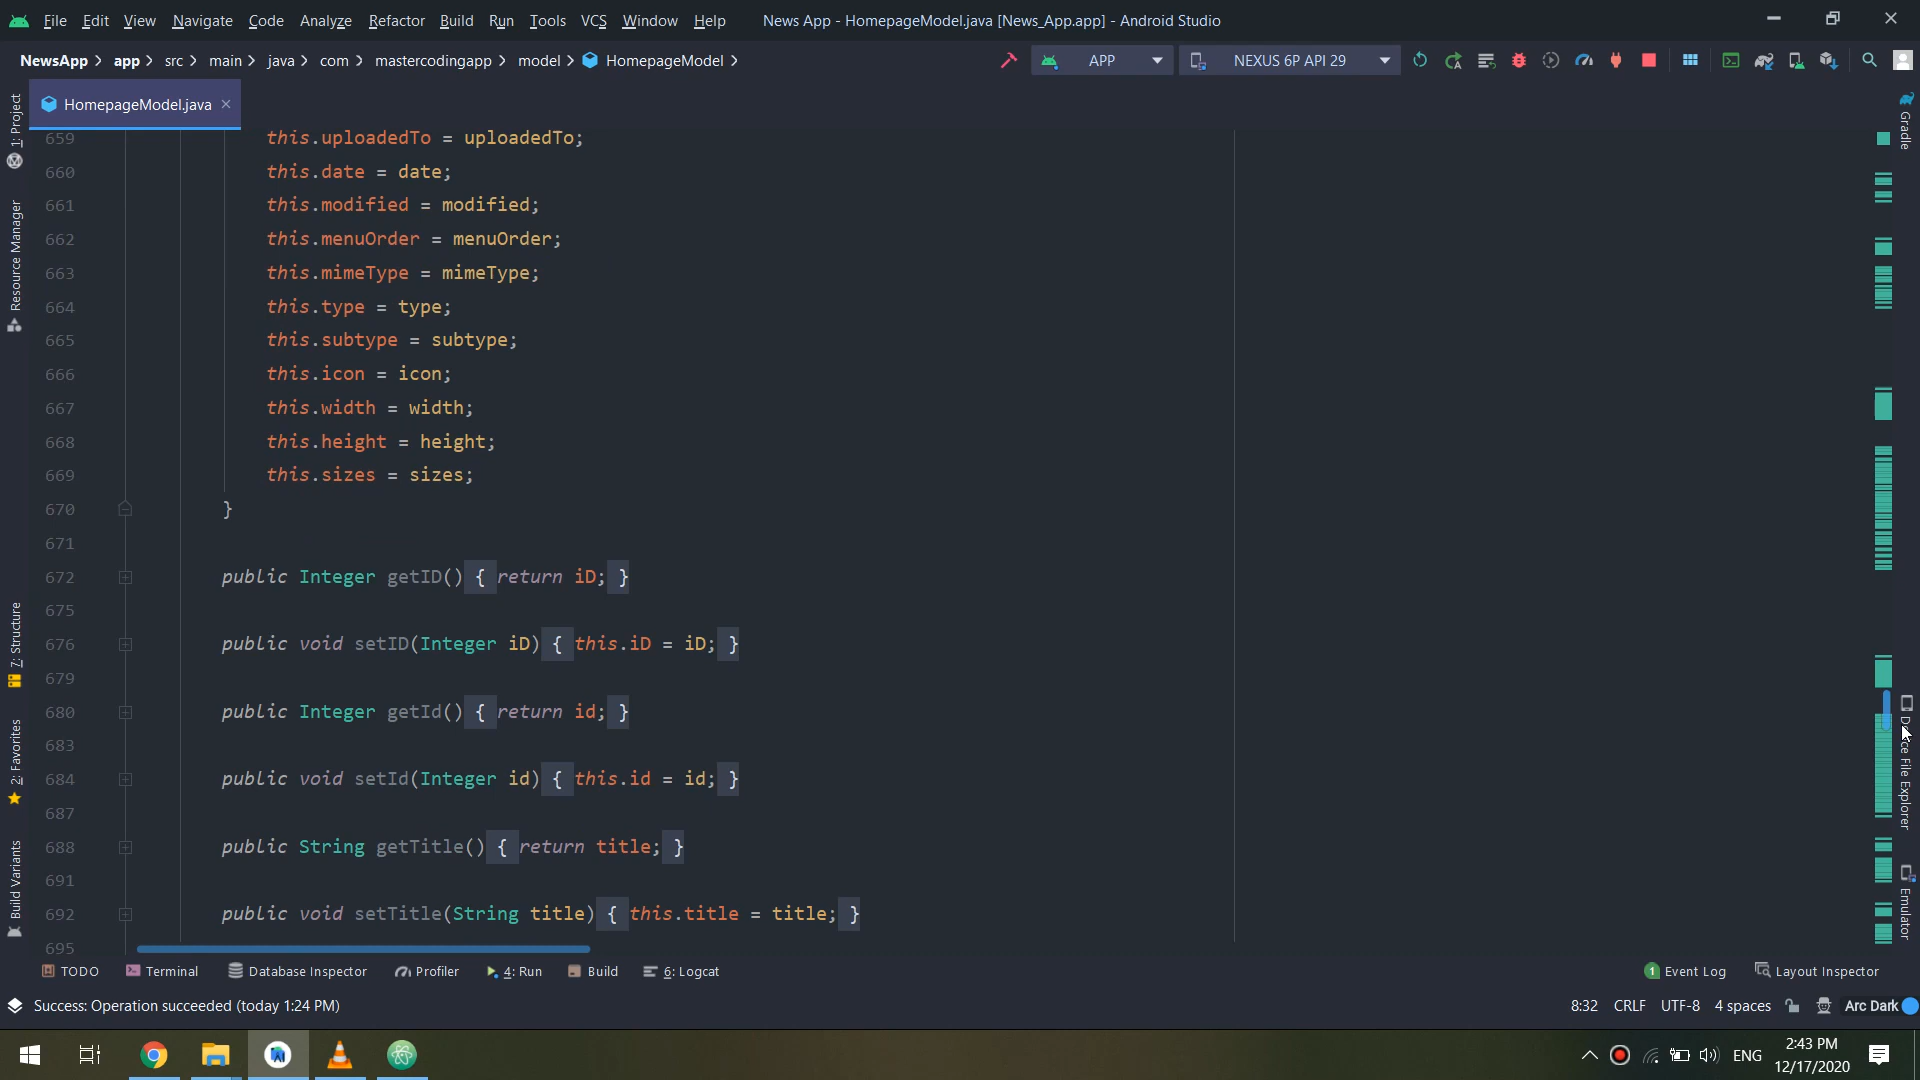 File Edit View Navigate Code Analyze Refactor Build Run Tools VCS Window Help News App - HomepageModel.java [News_App.app] - Android Studio
NewsApp app src main java com mastercodingapp model HomepageModel APP NEXUS 6P API 29
HomepageModel.java
659 this.uploadedTo = uploadedTo;
660 this.date = date;
661 this.modified = modified;
662 this.menuOrder = menuOrder;
663 this.mimeType = mimeType;
664 this.type = type;
665 this.subtype = subtype;
666 this.icon = icon;
667 this.width = width;
668 this.height = height;
669 this.sizes = sizes;
670 }
671
672 public Integer getID() { return iD; }
675
676 public void setID(Integer iD) { this.iD = iD; }
679
680 public Integer getId() { return id; }
683
684 public void setId(Integer id) { this.id = id; }
687
688 public String getTitle() { return title; }
691
692 public void setTitle(String title) { this.title = title; }
695
1: Project
Resource Manager
7: Structure
2: Favorites
Build Variants
Gradle
Device File Explorer
Emulator
TODO Terminal Database Inspector Profiler 4: Run Build 6: Logcat 1 Event Log Layout Inspector
Success: Operation succeeded (today 1:24 PM) 8:32 CRLF UTF-8 4 spaces Arc Dark
ENG 2:43 PM
12/17/2020